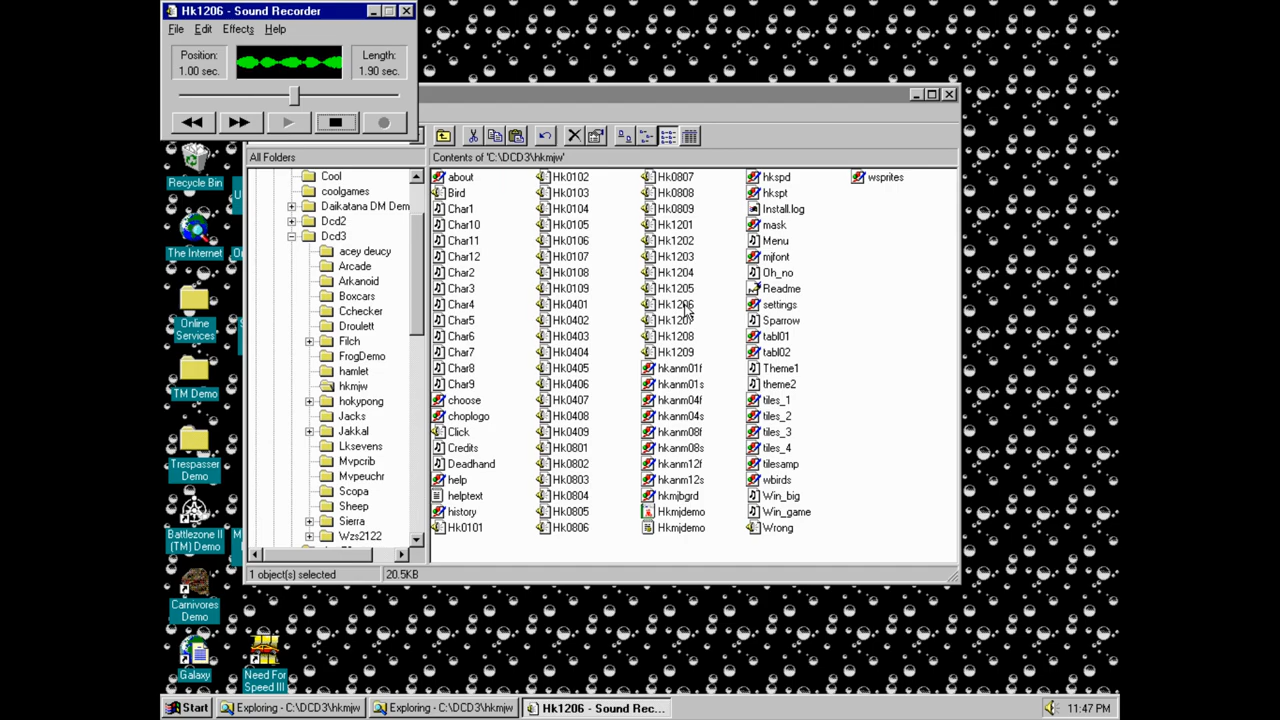 Hk1206 - Sound Recorder
File Edit Effects Help
Position:
1.00 sec.
Length:
1.90 sec.
All Folders
Contents of 'C:\DCD3\hkmjw'
Cool
coolgames
Daikatana DM Dem
Dcd2
Dcd3
acey deucy
Arcade
Arkanoid
Boxcars
Cchecker
Droulett
Filch
FrogDemo
hamlet
hkmjw
hokypong
Jacks
Jakkal
Lksevens
Mvpcrib
Mvpeuchr
Scopa
Sheep
Sierra
Wzs2122
about
Bird
Char1
Char10
Char11
Char12
Char2
Char3
Char4
Char5
Char6
Char7
Char8
Char9
choose
choplogo
Click
Credits
Deadhand
help
helptext
history
Hk0101
Hk0102
Hk0103
Hk0104
Hk0105
Hk0106
Hk0107
Hk0108
Hk0109
Hk0401
Hk0402
Hk0403
Hk0404
Hk0405
Hk0406
Hk0407
Hk0408
Hk0409
Hk0801
Hk0802
Hk0803
Hk0804
Hk0805
Hk0806
Hk0807
Hk0808
Hk0809
Hk1201
Hk1202
Hk1203
Hk1204
Hk1205
Hk1206
Hk1207
Hk1208
Hk1209
hkanm01f
hkanm01s
hkanm04f
hkanm04s
hkanm08f
hkanm08s
hkanm12f
hkanm12s
hkmjbgrd
Hkmjdemo
Hkmjdemo
hkspd
hkspt
Install.log
mask
Menu
mjfont
Oh_no
Readme
settings
Sparrow
tabl01
tabl02
Theme1
theme2
tiles_1
tiles_2
tiles_3
tiles_4
tilesamp
wbirds
Win_big
Win_game
Wrong
wsprites
1 object(s) selected
20.5KB
Recycle Bin
The Internet
Online
Services
TM Demo
Trespasser
Demo
Battlezone II
(TM) Demo
Carnivores
Demo
Galaxy
Need For
Speed III
Start
Exploring - C:\DCD3\hkmjw
Exploring - C:\DCD3\hkmjw
Hk1206 - Sound Rec...
11:47 PM